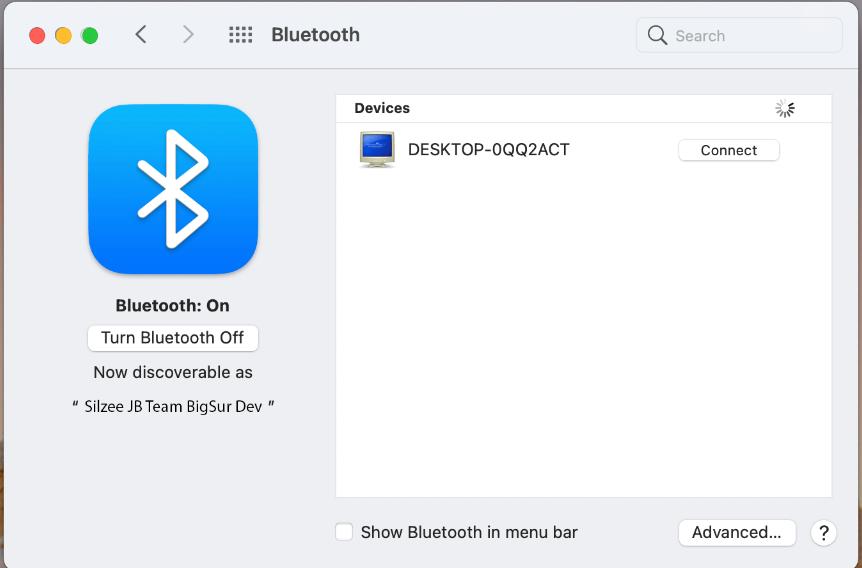 Bluetooth
Search
Devices
DESKTOP-0QQ2ACT
Connect
Bluetooth: On
Turn Bluetooth Off
Now discoverable as
“ Silzee JB Team BigSur Dev ”
Show Bluetooth in menu bar
Advanced...
?